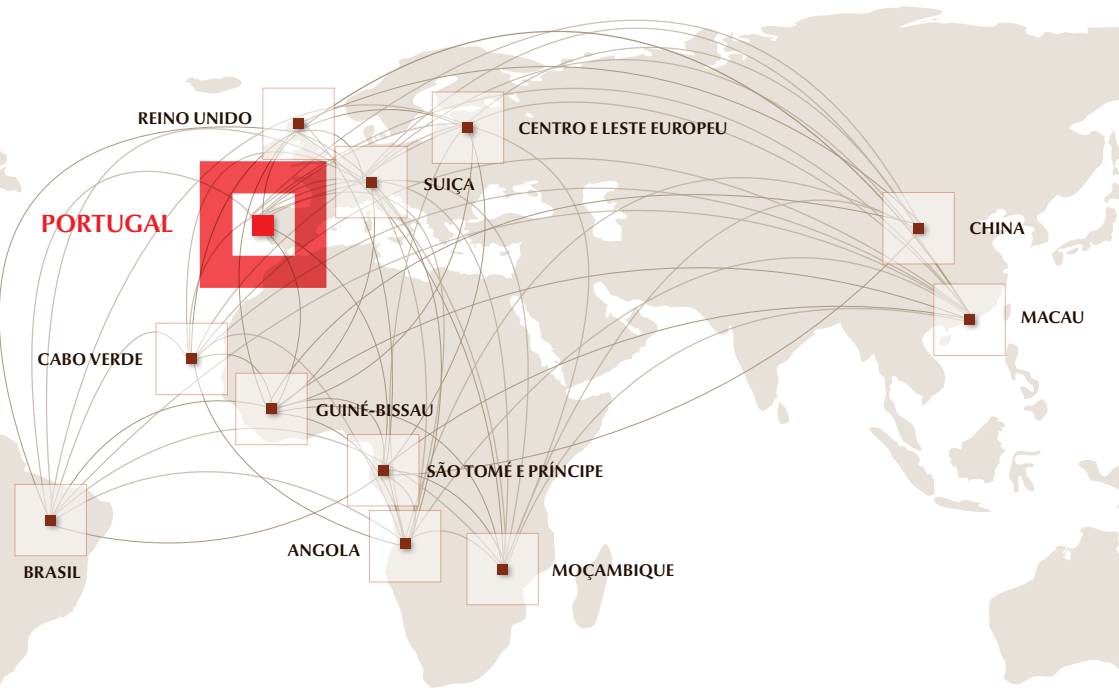 REINO UNIDO
CENTRO E LESTE EUROPEU
SUIÇA
PORTUGAL
CHINA
MACAU
CABO VERDE
GUINÉ-BISSAU
SÃO TOMÉ E PRÍNCIPE
ANGOLA
MOÇAMBIQUE
BRASIL